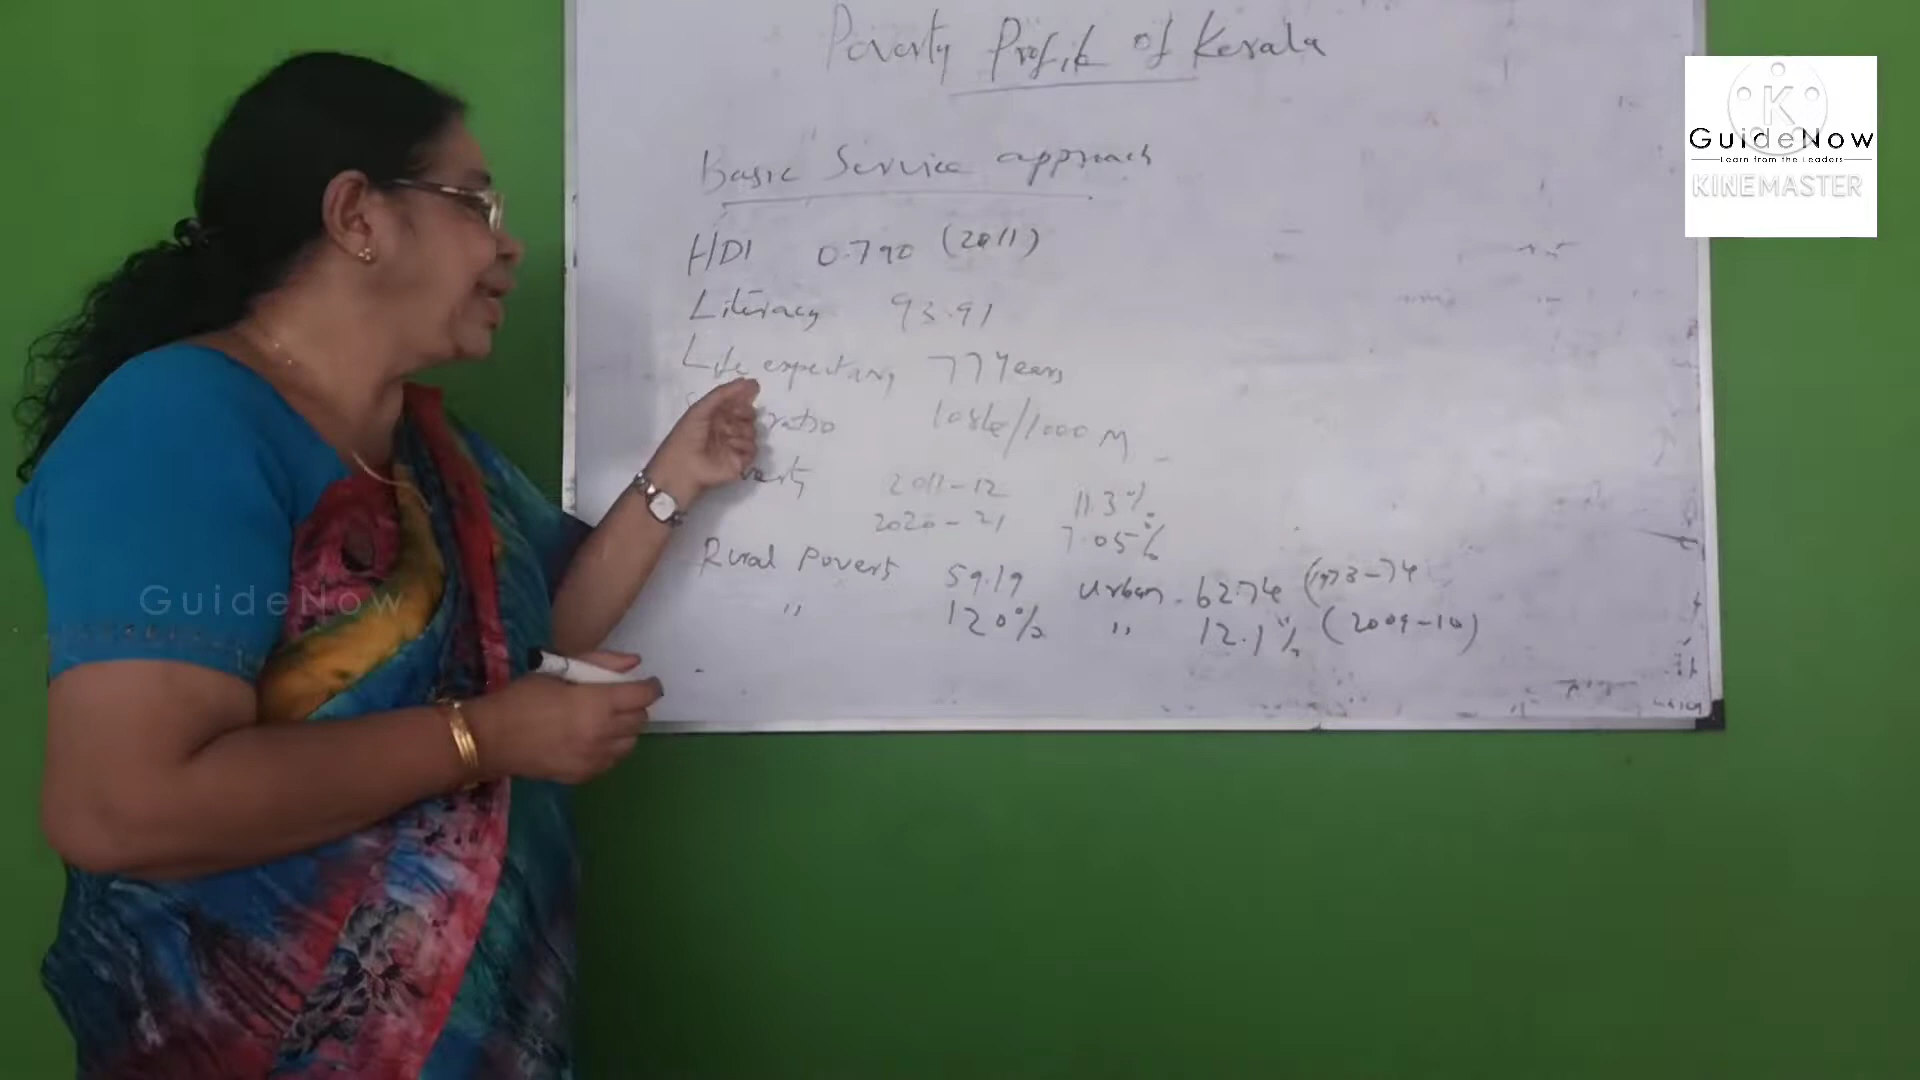 Poverty Profile of Kerala
Basic Service approach
HDI 0.790 (2011)
Literacy 93.91
Life expectancy 77 Years
ratio /1000 M
2011-12 11.3%
2020-21 7.05%
Rural Povert 59.19 Urban - 62.74 (1973-74
" 12.0% " 12.1% (2009-10)
GuideNow
Learn from the Leaders
KINEMASTER
GuideNow